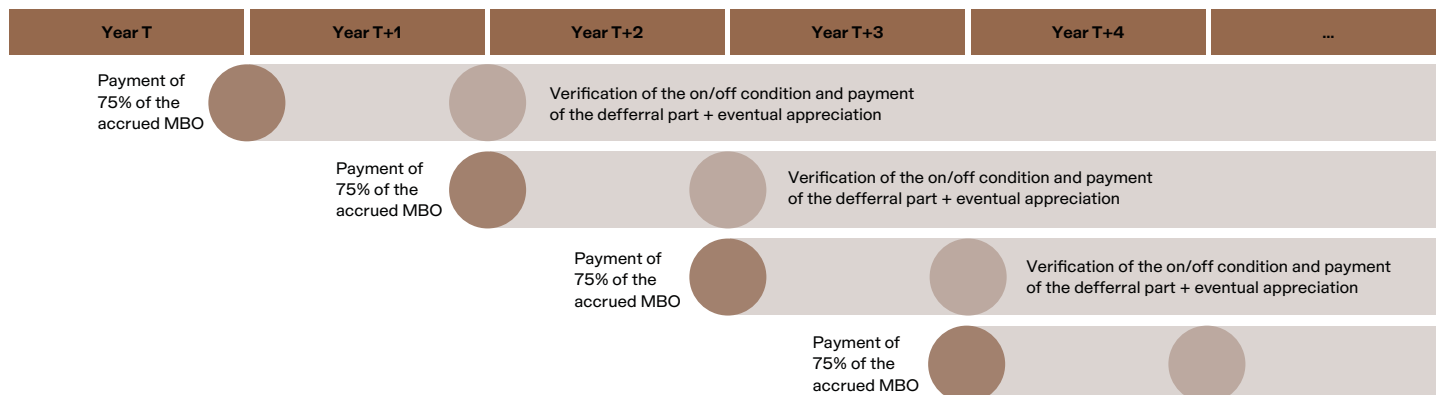 Year T
Year T+1
Year T+2
Year T+3
Year T+4
...
Payment of
75% of the
accrued MBO
Verification of the on/off condition and payment
of the defferral part + eventual appreciation
Payment of
75% of the
accrued MBO
Verification of the on/off condition and payment
of the defferral part + eventual appreciation
Payment of
75% of the
accrued MBO
Verification of the on/off condition and payment
of the defferral part + eventual appreciation
Payment of
75% of the
accrued MBO